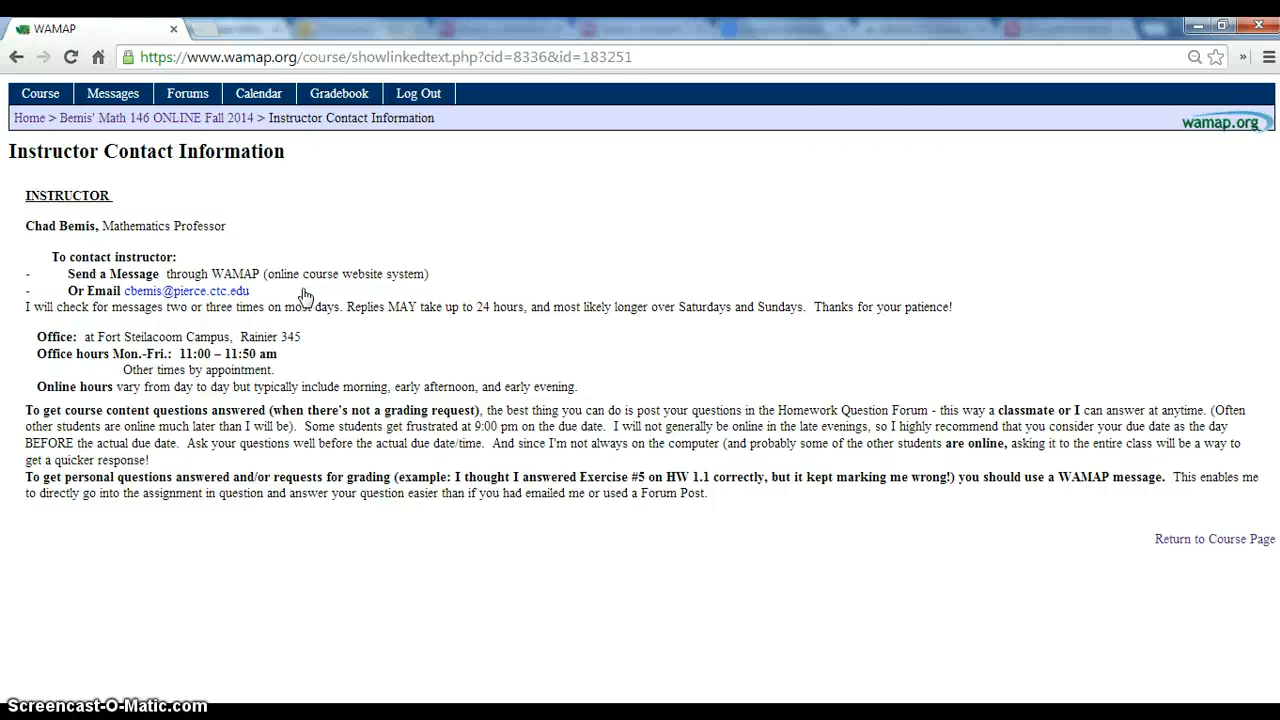 WAMAP
https://www.wamap.org/course/showlinkedtext.php?cid=8336&id=183251
Course Messages Forums Calendar Gradebook Log Out
Home > Bemis' Math 146 ONLINE Fall 2014 > Instructor Contact Information
wamap.org
Instructor Contact Information
INSTRUCTOR
Chad Bemis, Mathematics Professor
To contact instructor:
- Send a Message through WAMAP (online course website system)
- Or Email cbemis@pierce.ctc.edu
I will check for messages two or three times on most days. Replies MAY take up to 24 hours, and most likely longer over Saturdays and Sundays. Thanks for your patience!
Office: at Fort Steilacoom Campus, Rainier 345
Office hours Mon.-Fri.: 11:00 – 11:50 am
Other times by appointment.
Online hours vary from day to day but typically include morning, early afternoon, and early evening.
To get course content questions answered (when there's not a grading request), the best thing you can do is post your questions in the Homework Question Forum - this way a classmate or I can answer at anytime. (Often
other students are online much later than I will be). Some students get frustrated at 9:00 pm on the due date. I will not generally be online in the late evenings, so I highly recommend that you consider your due date as the day
BEFORE the actual due date. Ask your questions well before the actual due date/time. And since I'm not always on the computer (and probably some of the other students are online, asking it to the entire class will be a way to
get a quicker response!
To get personal questions answered and/or requests for grading (example: I thought I answered Exercise #5 on HW 1.1 correctly, but it kept marking me wrong!) you should use a WAMAP message. This enables me
to directly go into the assignment in question and answer your question easier than if you had emailed me or used a Forum Post.
Return to Course Page
Screencast-O-Matic.com